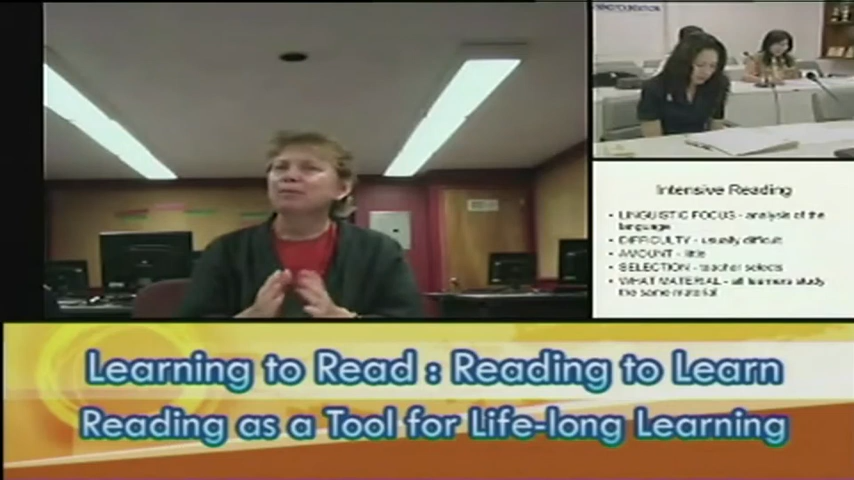 Intensive Reading
• LINGUISTIC FOCUS - analysis of the
language
• DIFFICULTY - usually difficult
• AMOUNT - little
• SELECTION - teacher selects
• WHAT MATERIAL - all learners study
the same material
Learning to Read : Reading to Learn
Reading as a Tool for Life-long Learning